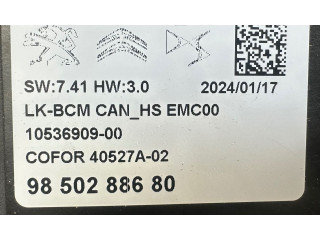 SW:7.41 HW:3.0 2024/01/17
LK-BCM CAN_HS EMC00
10536909-00
COFOR 40527A-02
98 502 886 80